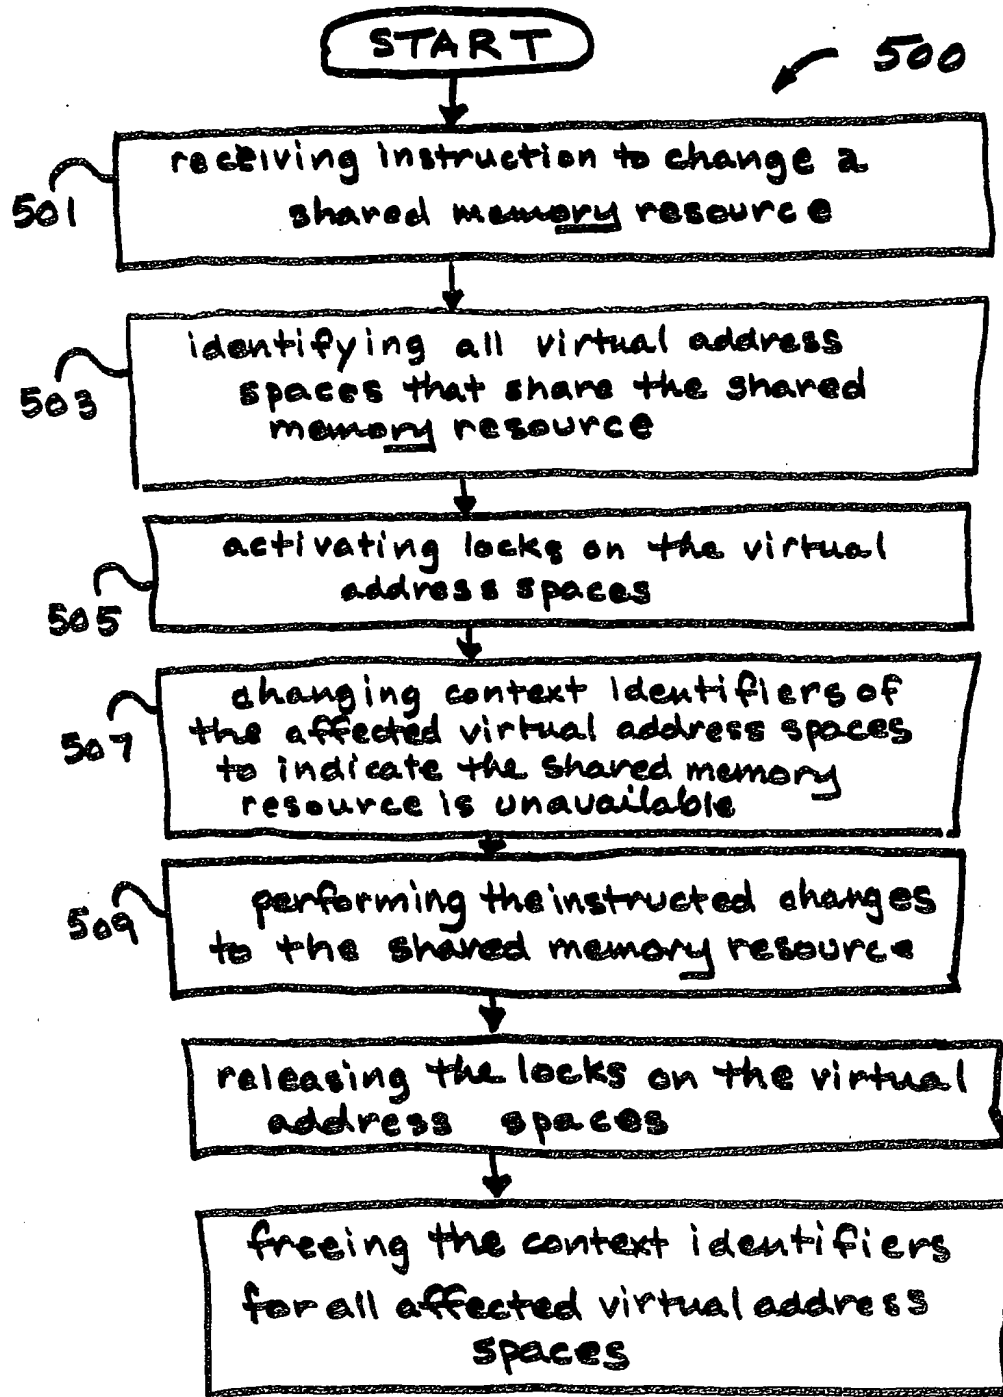 START
500
receiving instruction to change a
shared memory resource
501
identifying all virtual address
spaces that share the shared
memory resource
503
activating locks on the virtual
address spaces
505
changing context identifiers of
the affected virtual address spaces
to indicate the shared memory
resource is unavailable
507
performing the instructed changes
to the shared memory resource
509
releasing the locks on the virtual
address spaces
freeing the context identifiers
for all affected virtual address
spaces